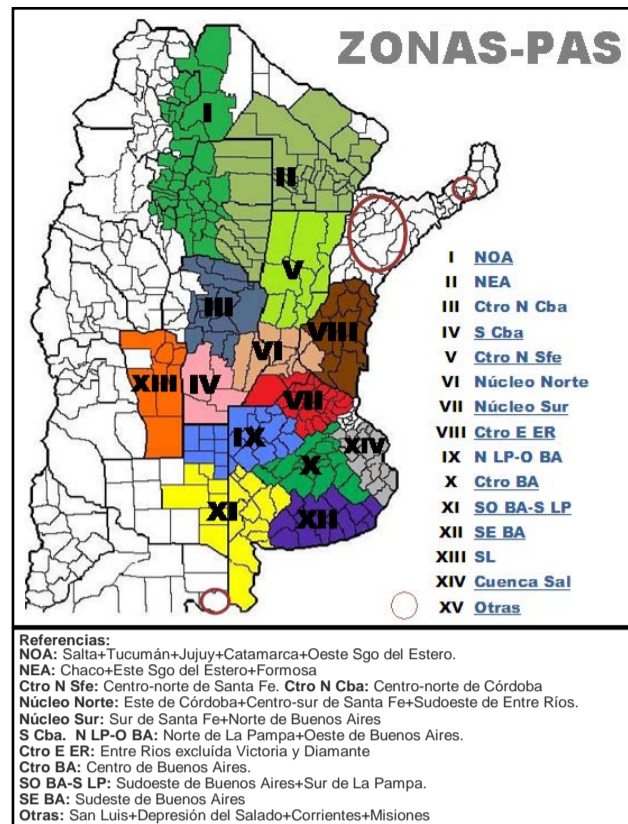 ZONAS-PAS
I
II
III
V
VIII
VI
IV
XIII
VII
IX
XIV
X
XI
XII
I NOA
II NEA
III Ctro N Cba
IV S Cba
V Ctro N Sfe
VI Núcleo Norte
VII Núcleo Sur
VIII Ctro E ER
IX N LP-O BA
X Ctro BA
XI SO BA-S LP
XII SE BA
XIII SL
XIV Cuenca Sal
XV Otras
Referencias:
NOA: Salta+Tucumán+Jujuy+Catamarca+Oeste Sgo del Estero.
NEA: Chaco+Este Sgo del Estero+Formosa
Ctro N Sfe: Centro-norte de Santa Fe. Ctro N Cba: Centro-norte de Córdoba
Núcleo Norte: Este de Córdoba+Centro-sur de Santa Fe+Sudoeste de Entre Ríos.
Núcleo Sur: Sur de Santa Fe+Norte de Buenos Aires
S Cba. N LP-O BA: Norte de La Pampa+Oeste de Buenos Aires.
Ctro E ER: Entre Rios excluída Victoria y Diamante
Ctro BA: Centro de Buenos Aires.
SO BA-S LP: Sudoeste de Buenos Aires+Sur de La Pampa.
SE BA: Sudeste de Buenos Aires
Otras: San Luis+Depresión del Salado+Corrientes+Misiones